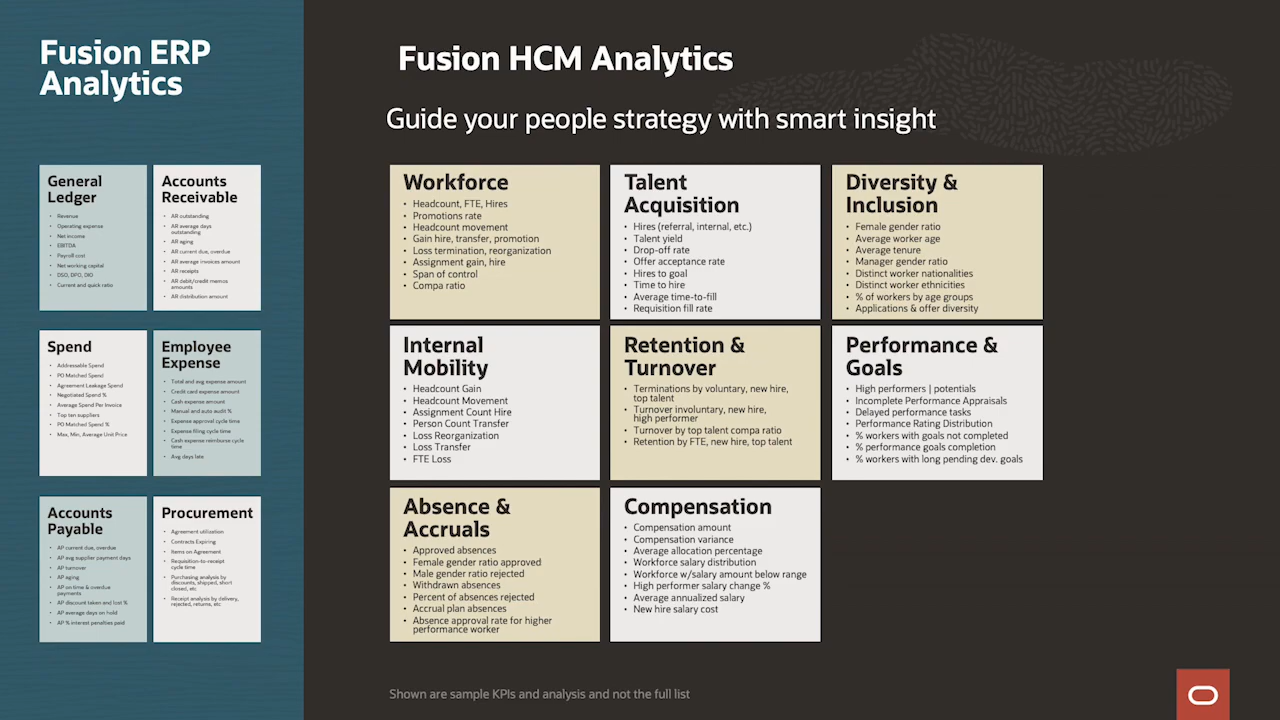 Fusion ERP
Analytics
General
Ledger
• Revenue
• Operating expense
• Net income
• EBITDA
• Payroll cost
• Net working capital
• DSO, DPO, DIO
• Current and quick ratio
Accounts
Receivable
• AR outstanding
• AR average days
outstanding
• AR aging
• AR current due, overdue
• AR average invoices amount
• AR receipts
• AR debit/credit memos
amounts
• AR distribution amount
Spend
• Addressable Spend
• PO Matched Spend
• Agreement Leakage Spend
• Negotiated Spend %
• Average Spend Per Invoice
• Top ten suppliers
• PO Matched Spend %
• Max, Min, Average Unit Price
Employee
Expense
• Total and avg expense amount
• Credit card expense amount
• Cash expense amount
• Manual and auto audit %
• Expense approval cycle time
• Expense filing cycle time
• Cash expense reimburse cycle
time
• Avg days late
Accounts
Payable
• AP current due, overdue
• AP avg supplier payment days
• AP turnover
• AP aging
• AP on time & overdue
payments
• AP discount taken and lost %
• AP average days on hold
• AP % interest penalties paid
Procurement
• Agreement utilization
• Contracts Expiring
• Items on Agreement
• Requisition-to-receipt
cycle time
• Purchasing analysis by
discounts, shipped, short
closed, etc
• Receipt analysis by delivery,
rejected, returns, etc
Fusion HCM Analytics
Guide your people strategy with smart insight
Workforce
• Headcount, FTE, Hires
• Promotions rate
• Headcount movement
• Gain hire, transfer, promotion
• Loss termination, reorganization
• Assignment gain, hire
• Span of control
• Compa ratio
Talent
Acquisition
• Hires (referral, internal, etc.)
• Talent yield
• Drop-off rate
• Offer acceptance rate
• Hires to goal
• Time to hire
• Average time-to-fill
• Requisition fill rate
Diversity &
Inclusion
• Female gender ratio
• Average worker age
• Average tenure
• Manager gender ratio
• Distinct worker nationalities
• Distinct worker ethnicities
• % of workers by age groups
• Applications & offer diversity
Internal
Mobility
• Headcount Gain
• Headcount Movement
• Assignment Count Hire
• Person Count Transfer
• Loss Reorganization
• Loss Transfer
• FTE Loss
Retention &
Turnover
• Terminations by voluntary, new hire,
top talent
• Turnover involuntary, new hire,
high performer
• Turnover by top talent compa ratio
• Retention by FTE, new hire, top talent
Performance &
Goals
• High performers | potentials
• Incomplete Performance Appraisals
• Delayed performance tasks
• Performance Rating Distribution
• % workers with goals not completed
• % performance goals completion
• % workers with long pending dev. goals
Absence &
Accruals
• Approved absences
• Female gender ratio approved
• Male gender ratio rejected
• Withdrawn absences
• Percent of absences rejected
• Accrual plan absences
• Absence approval rate for higher
performance worker
Compensation
• Compensation amount
• Compensation variance
• Average allocation percentage
• Workforce salary distribution
• Workforce w/salary amount below range
• High performer salary change %
• Average annualized salary
• New hire salary cost
Shown are sample KPIs and analysis and not the full list